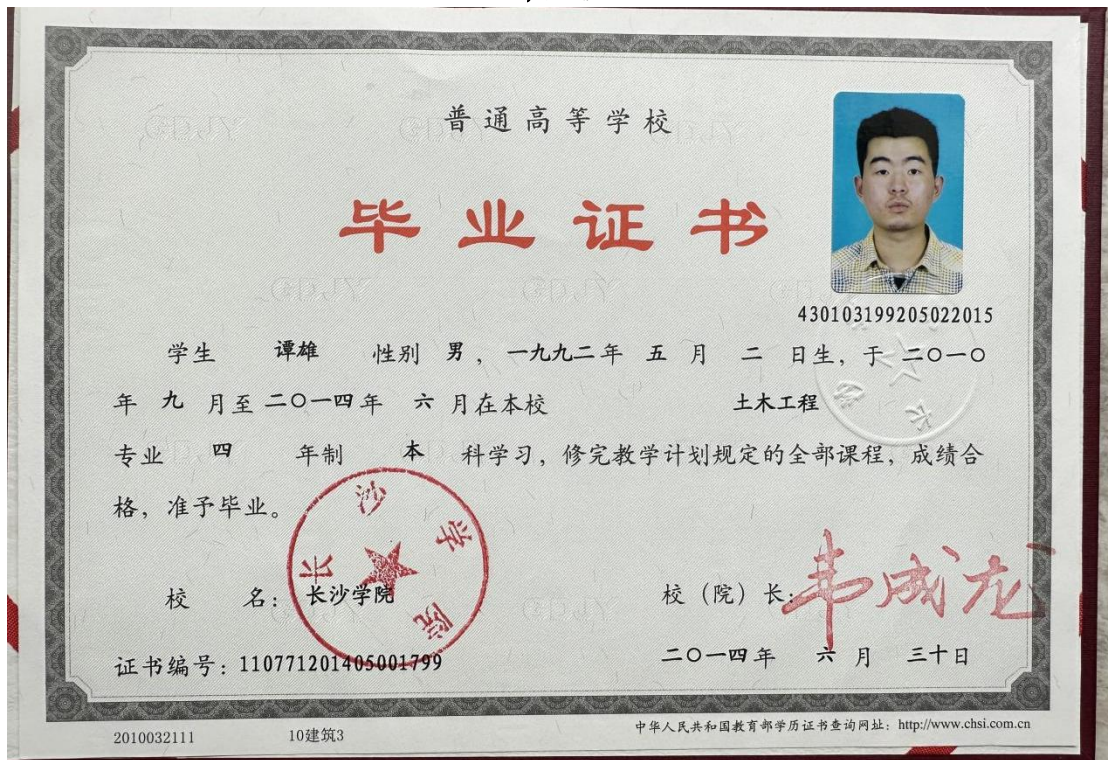 普通高等学校
毕业证书
430103199205022015
学生 谭雄 性别 男，一九九二年 五 月 二 日生，于 二〇一〇
年 九 月至 二〇一四年 六 月在本校 土木工程
专业 四 年制 本 科学习，修完教学计划规定的全部课程，成绩合
格，准予毕业。
长沙学院
校 名：长沙学院 校（院）长：韦成龙
证书编号：110771201405001799 二〇一四年 六 月 三十日
2010032111 10建筑3 中华人民共和国教育部学历证书查询网址：http://www.chsi.com.cn